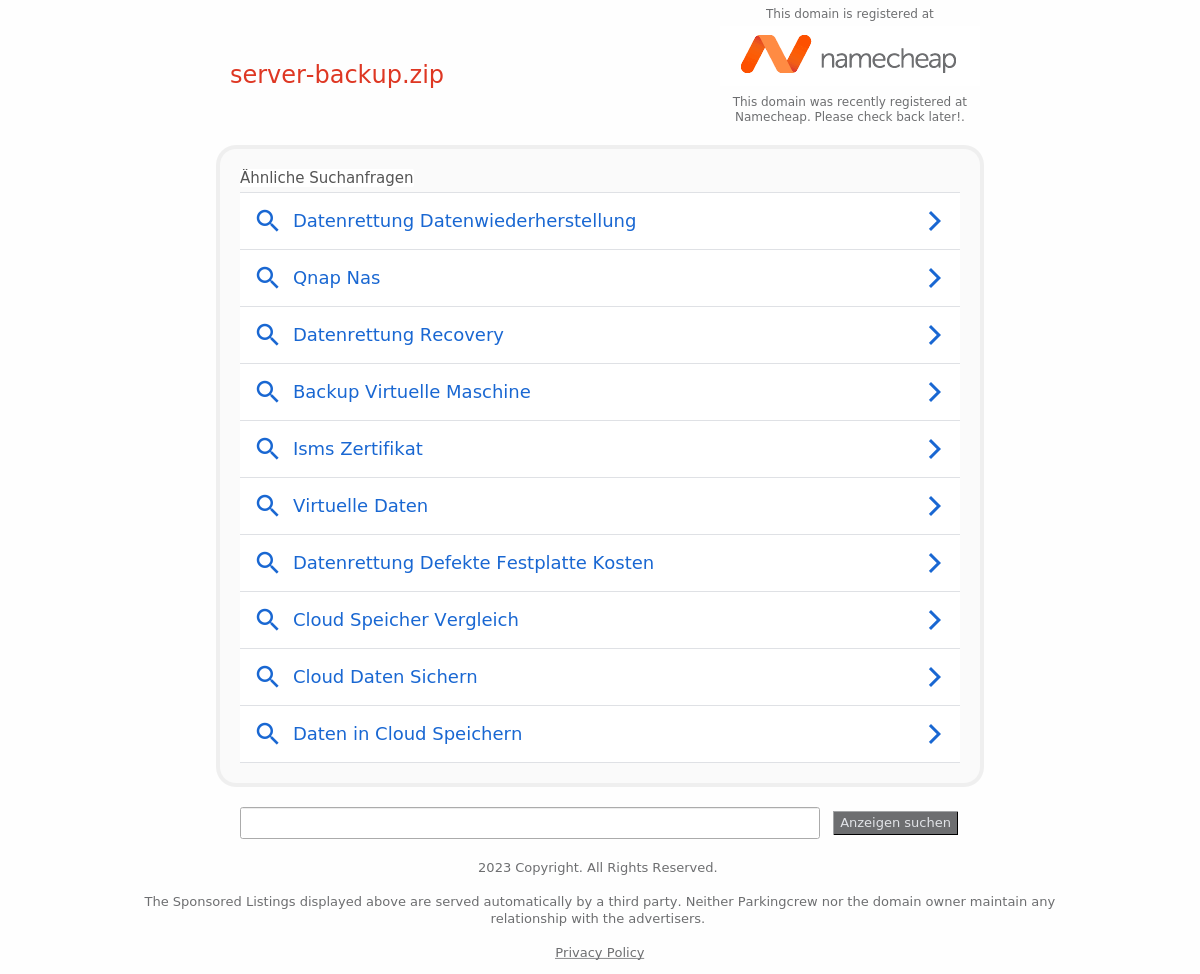 This domain is registered at
namecheap
server-backup.zip
This domain was recently registered at
Namecheap. Please check back later!.
Ähnliche Suchanfragen
Datenrettung Datenwiederherstellung
Qnap Nas
Datenrettung Recovery
Backup Virtuelle Maschine
Isms Zertifikat
Virtuelle Daten
Datenrettung Defekte Festplatte Kosten
Cloud Speicher Vergleich
Cloud Daten Sichern
Daten in Cloud Speichern
Anzeigen suchen
2023 Copyright. All Rights Reserved.
The Sponsored Listings displayed above are served automatically by a third party. Neither Parkingcrew nor the domain owner maintain any
relationship with the advertisers.
Privacy Policy